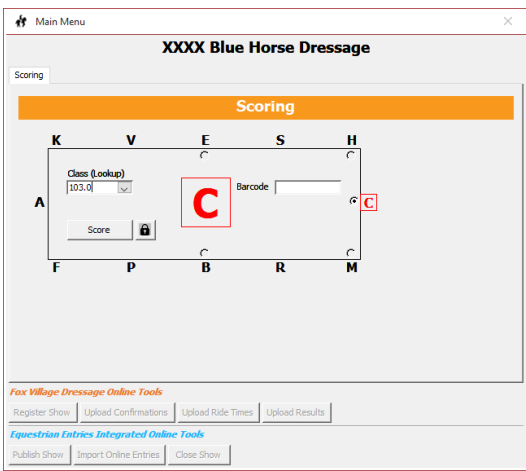 Main Menu
XXXX Blue Horse Dressage
Scoring
Scoring
K V E S H
Class (Lookup)
103.0
C
Barcode
A
C
Score
F P B R M
Fox Village Dressage Online Tools
Register Show Upload Confirmations Upload Ride Times Upload Results
Equestrian Entries Integrated Online Tools
Publish Show Import Online Entries Close Show